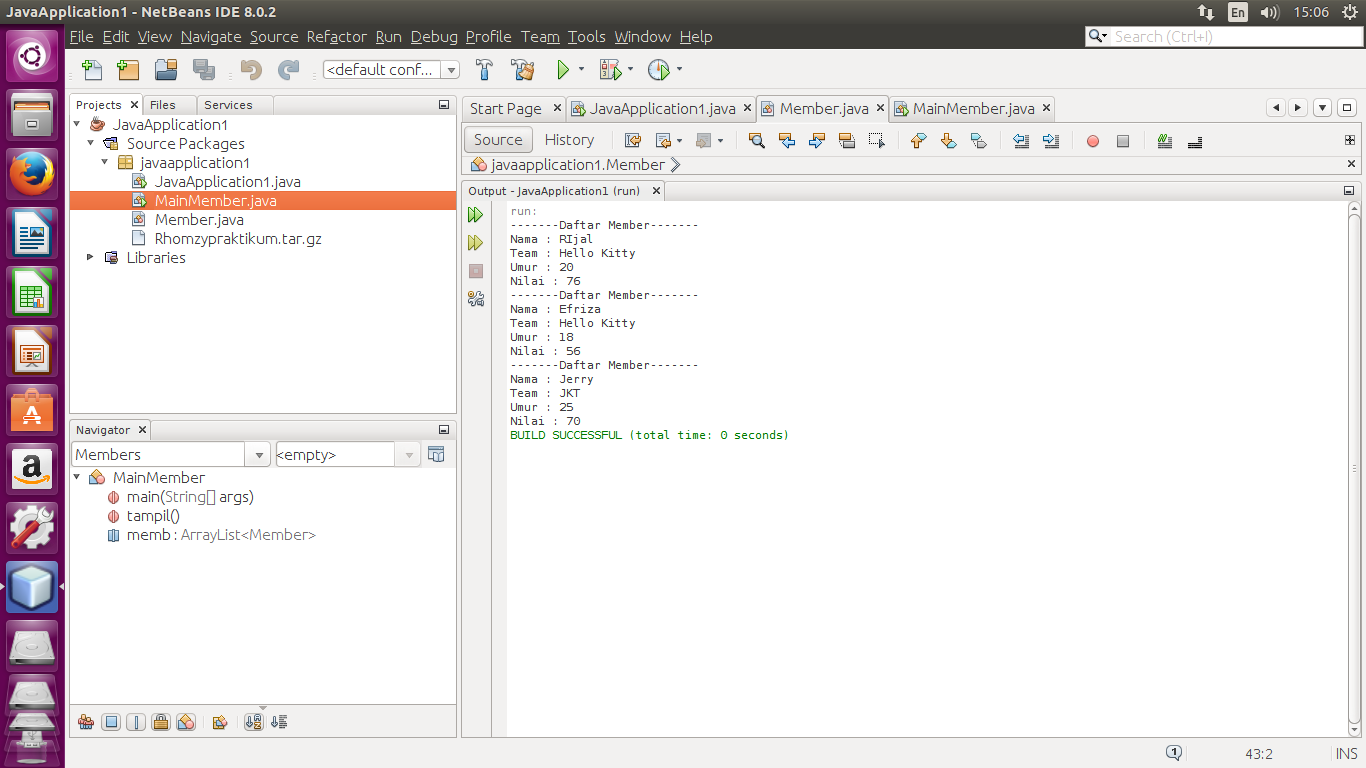 JavaApplication1 - NetBeans IDE 8.0.2
En
15:06
File Edit View Navigate Source Refactor Run Debug Profile Team Tools Window Help
Search (Ctrl+I)
<default conf...
Projects
Files
Services
JavaApplication1
Source Packages
javaapplication1
JavaApplication1.java
MainMember.java
Member.java
Rhomzypraktikum.tar.gz
Libraries
Navigator
Members
<empty>
MainMember
main(String[] args)
tampil()
memb : ArrayList<Member>
Start Page
JavaApplication1.java
Member.java
MainMember.java
Source
History
javaapplication1.Member
Output - JavaApplication1 (run)
run:
-------Daftar Member-------
Nama : RIjal
Team : Hello Kitty
Umur : 20
Nilai : 76
-------Daftar Member-------
Nama : Efriza
Team : Hello Kitty
Umur : 18
Nilai : 56
-------Daftar Member-------
Nama : Jerry
Team : JKT
Umur : 25
Nilai : 70
BUILD SUCCESSFUL (total time: 0 seconds)
1
43:2
INS